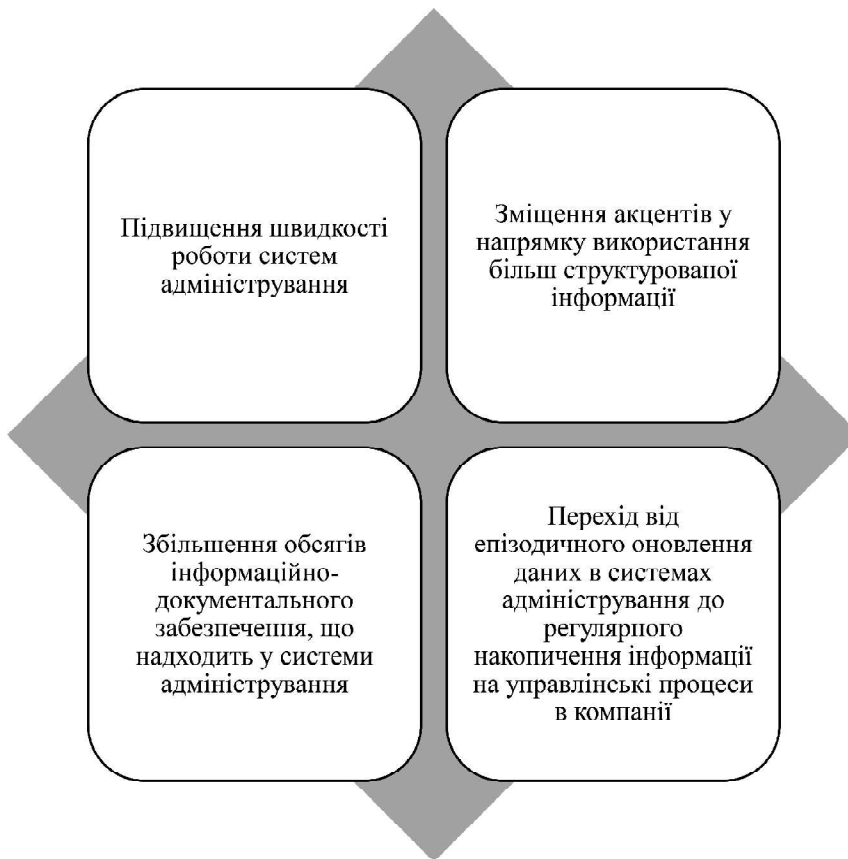 Підвищення швидкості
роботи систем
адміністрування
Зміщення акцентів у
напрямку використання
більш структурованої
інформації
Збільшення обсягів
інформаційно-
документального
забезпечення, що
надходить у системи
адміністрування
Перехід від
епізодичного оновлення
даних в системах
адміністрування до
регулярного
накопичення інформації
на управлінські процеси
в компанії